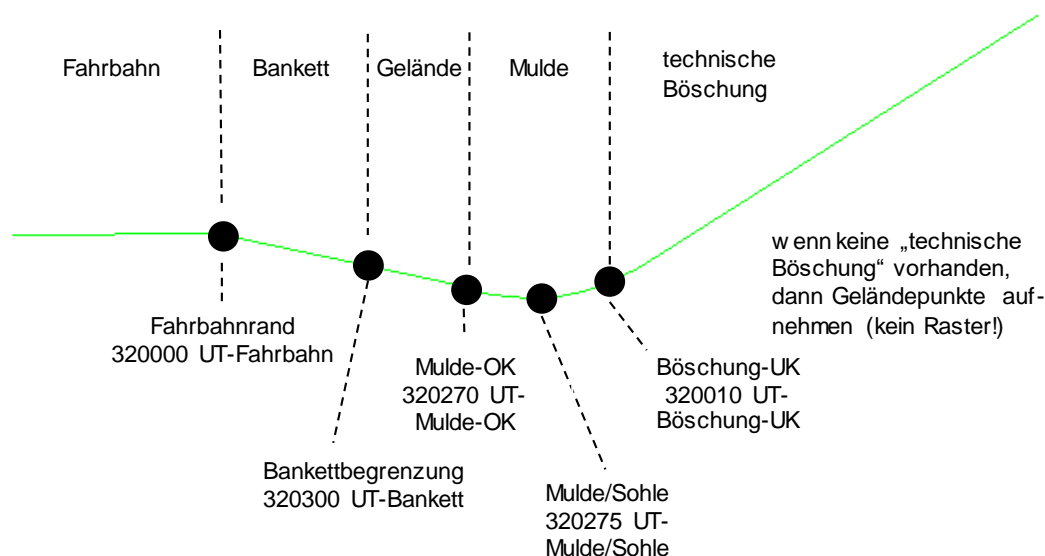 Fahrbahn
Bankett
Gelände
Mulde
technische
Böschung
wenn keine „technische
Böschung“ vorhanden,
dann Geländepunkte auf-
nehmen (kein Raster!)
Fahrbahnrand
320000 UT-Fahrbahn
Mulde-OK
320270 UT-
Mulde-OK
Böschung-UK
320010 UT-
Böschung-UK
Bankettbegrenzung
320300 UT-Bankett
Mulde/Sohle
320275 UT-
Mulde/Sohle